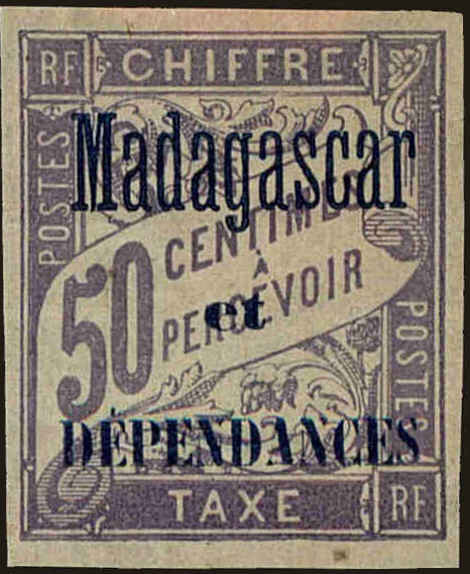 RF CHIFFRE
POSTES
Madagascar
50 CENTIMES
À
PERCEVOIR
et
POSTES
DÉPENDANCES
TAXE RF